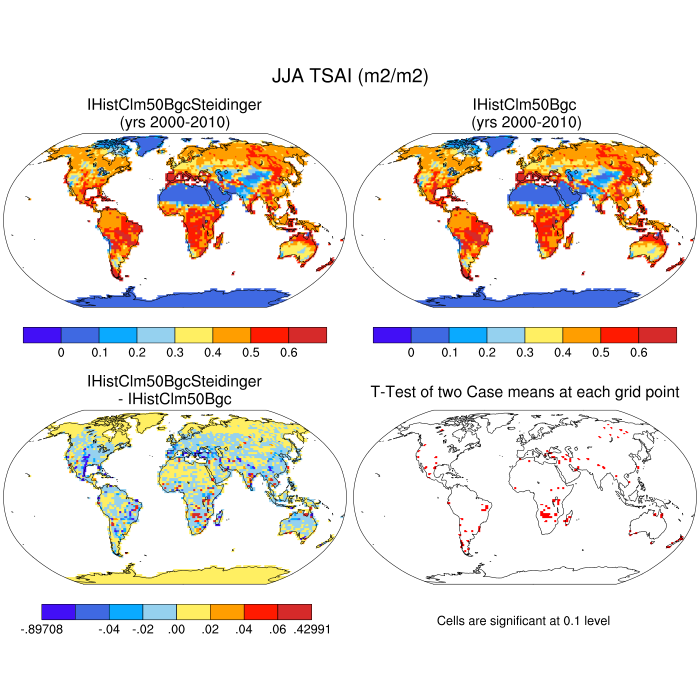 JJA TSAI (m2/m2)
IHistClm50BgcSteidinger
(yrs 2000-2010)
IHistClm50Bgc
(yrs 2000-2010)
0 0.1 0.2 0.3 0.4 0.5 0.6
0 0.1 0.2 0.3 0.4 0.5 0.6
IHistClm50BgcSteidinger
- IHistClm50Bgc
T-Test of two Case means at each grid point
-.89708 -.04 -.02 .00 .02 .04 .06 .42991
Cells are significant at 0.1 level